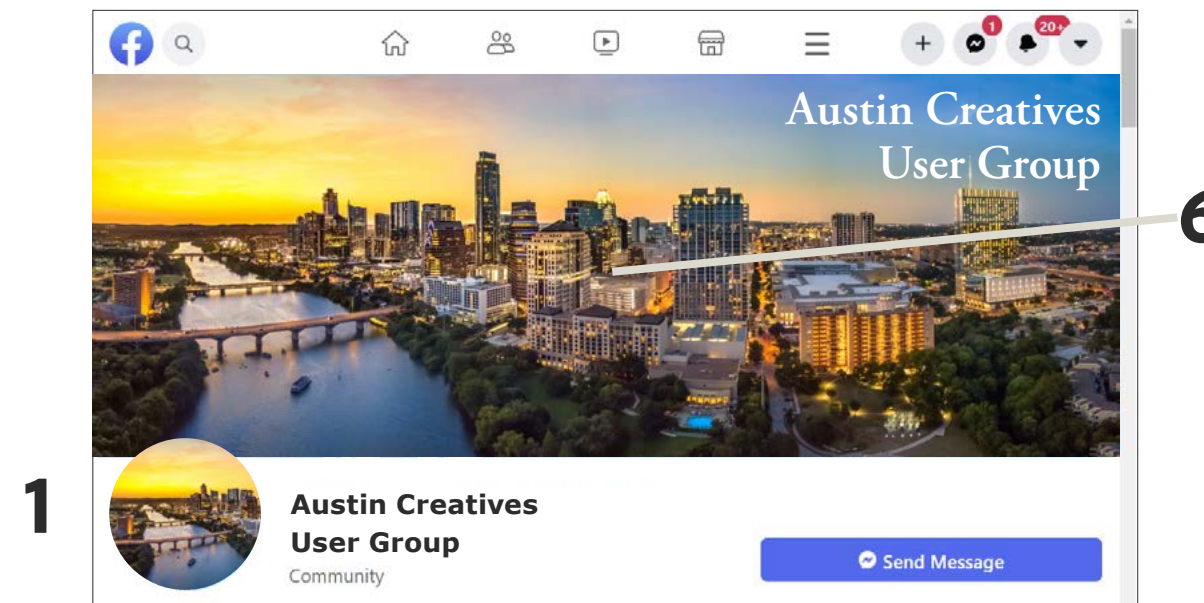 1
20+
Austin Creatives
User Group
6
1
Austin Creatives
User Group
Community
Send Message